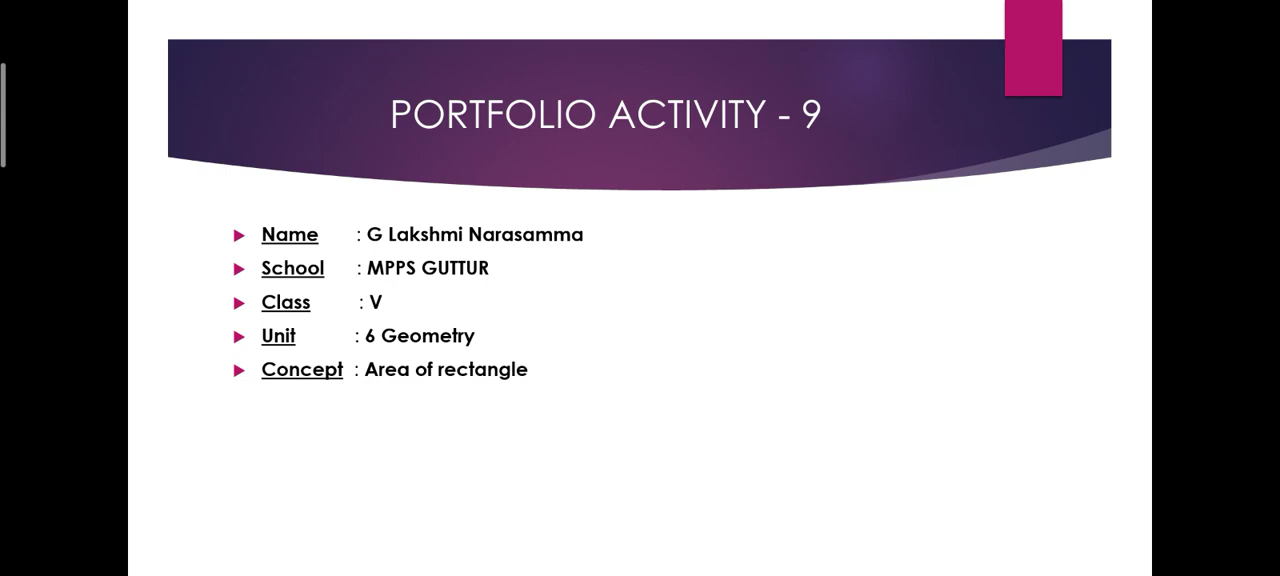 PORTFOLIO ACTIVITY - 9
Name : G Lakshmi Narasamma
School : MPPS GUTTUR
Class : V
Unit : 6 Geometry
Concept : Area of rectangle